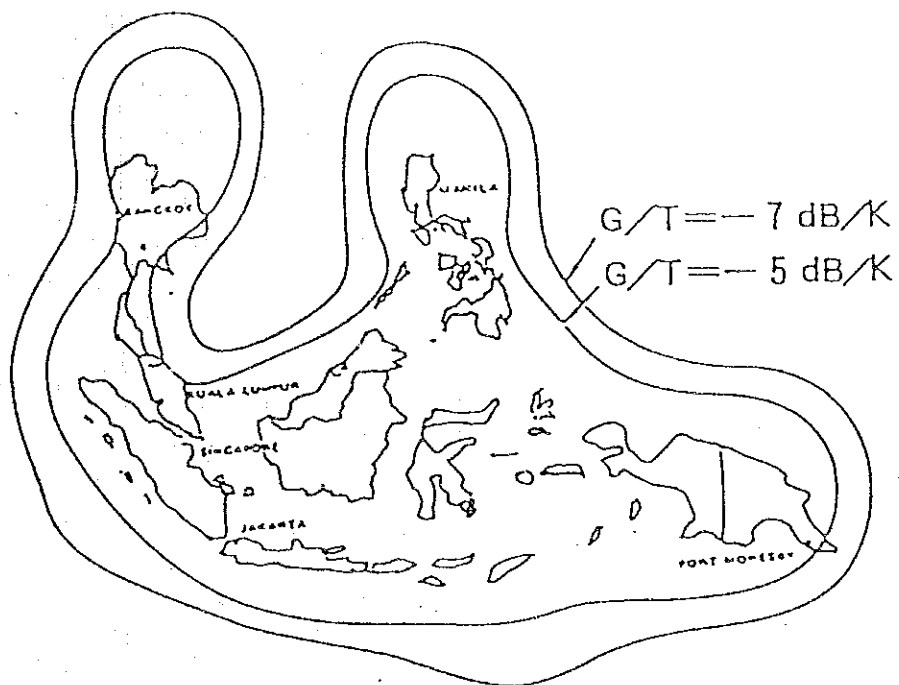 BANGKOK
MANILA
G/T=- 7 dB/K
G/T=- 5 dB/K
KUALA LUMPUR
SINGAPORE
JAKARTA
PORT MORESBY